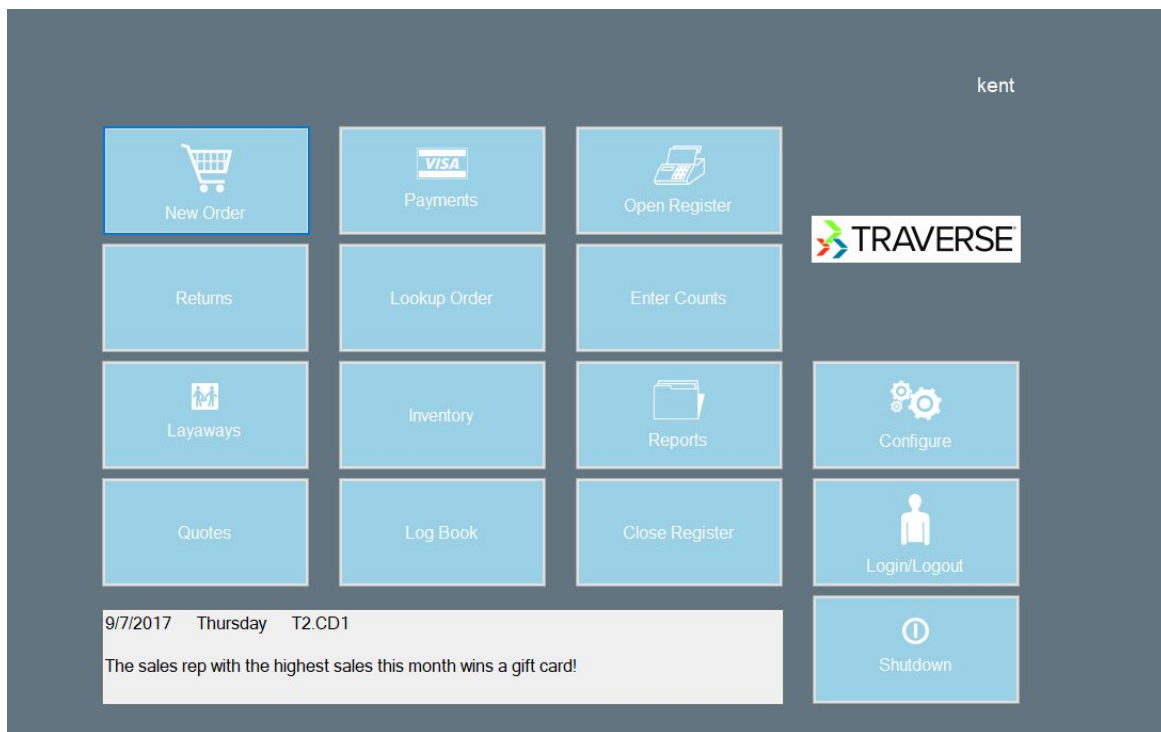 kent
VISA
New Order
Payments
Open Register
TRAVERSE
Returns
Lookup Order
Enter Counts
Layaways
Inventory
Reports
Configure
Quotes
Log Book
Close Register
Login/Logout
9/7/2017 Thursday T2.CD1
The sales rep with the highest sales this month wins a gift card!
Shutdown